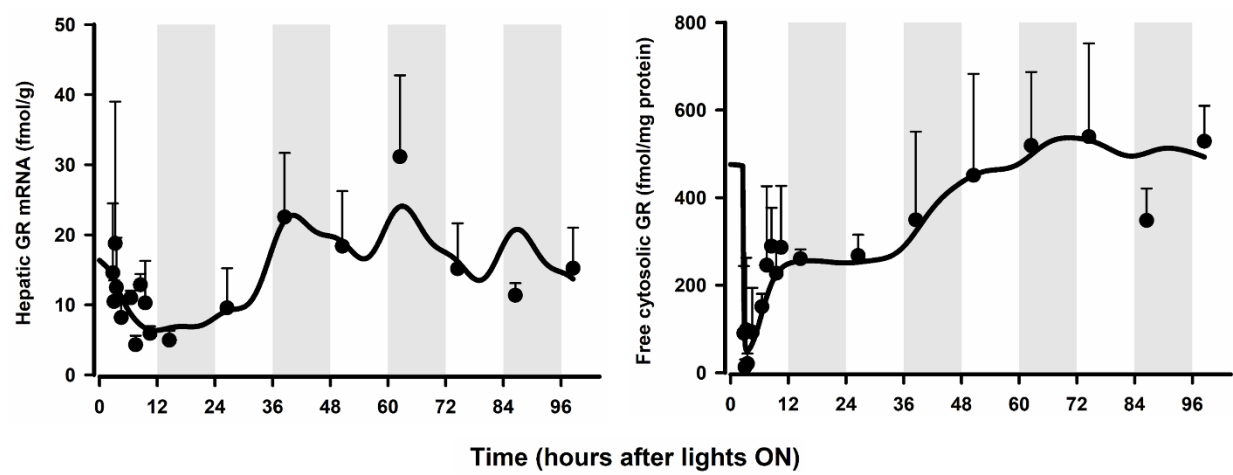 Hepatic GR mRNA (fmol/g)
50
40
30
20
10
0
0 12 24 36 48 60 72 84 96
Free cytosolic GR (fmol/mg protein)
800
600
400
200
0
0 12 24 36 48 60 72 84 96
Time (hours after lights ON)